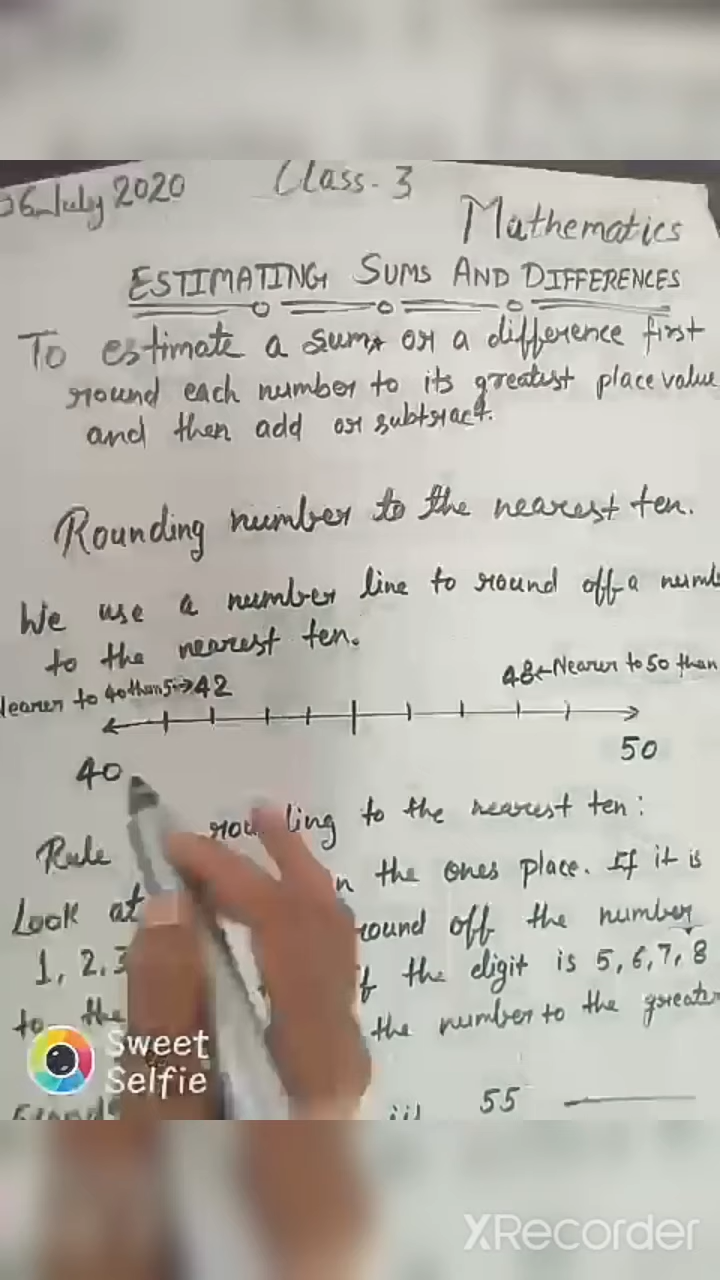 06 July 2020 Class-3
Mathematics
ESTIMATING SUMS AND DIFFERENCES
To estimate a sum or a difference first
round each number to its greatest place value
and then add or subtract.
Rounding number to the nearest ten.
We use a number line to round off a
to the nearest ten.
Nearer to 40 than 5→42 48←Nearer to 50 than
40 50
Rule to the nearest ten:
Look at the ones place. If it is
1, 2, 3 round off the number
to the the digit is 5, 6, 7, 8
the number to the greater
55
Sweet
Selfie
XRecorder